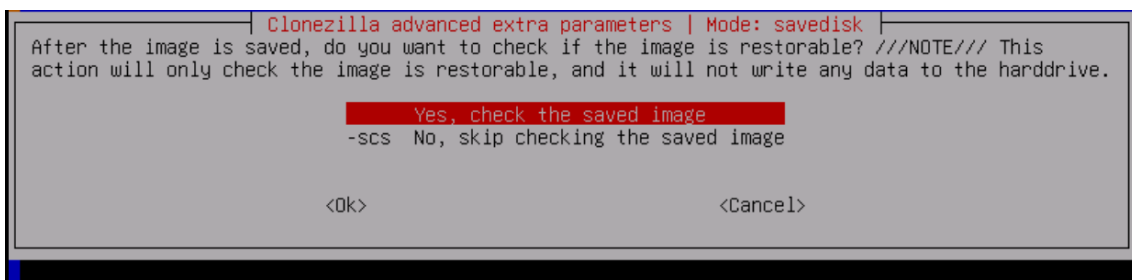 Clonezilla advanced extra parameters | Mode: savedisk
After the image is saved, do you want to check if the image is restorable? ///NOTE/// This
action will only check the image is restorable, and it will not write any data to the harddrive.
Yes, check the saved image
-scs No, skip checking the saved image
<Ok> <Cancel>